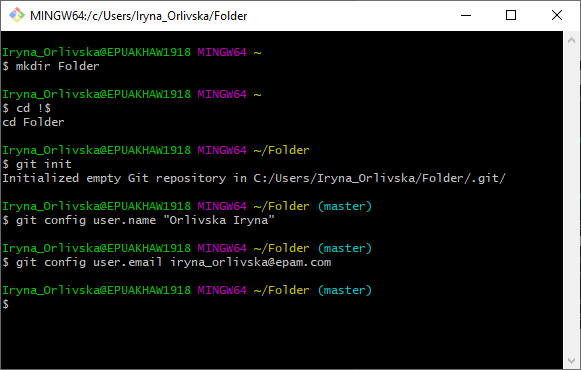 MINGW64:/c/Users/Iryna_Orlivska/Folder
Iryna_Orlivska@EPUAKHAW1918 MINGW64 ~
$ mkdir Folder
Iryna_Orlivska@EPUAKHAW1918 MINGW64 ~
$ cd !$
cd Folder
Iryna_Orlivska@EPUAKHAW1918 MINGW64 ~/Folder
$ git init
Initialized empty Git repository in C:/Users/Iryna_Orlivska/Folder/.git/
Iryna_Orlivska@EPUAKHAW1918 MINGW64 ~/Folder (master)
$ git config user.name "Orlivska Iryna"
Iryna_Orlivska@EPUAKHAW1918 MINGW64 ~/Folder (master)
$ git config user.email iryna_orlivska@epam.com
Iryna_Orlivska@EPUAKHAW1918 MINGW64 ~/Folder (master)
$